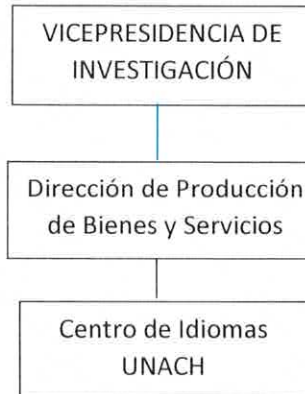 VICEPRESIDENCIA DE
INVESTIGACIÓN
Dirección de Producción
de Bienes y Servicios
Centro de Idiomas
UNACH